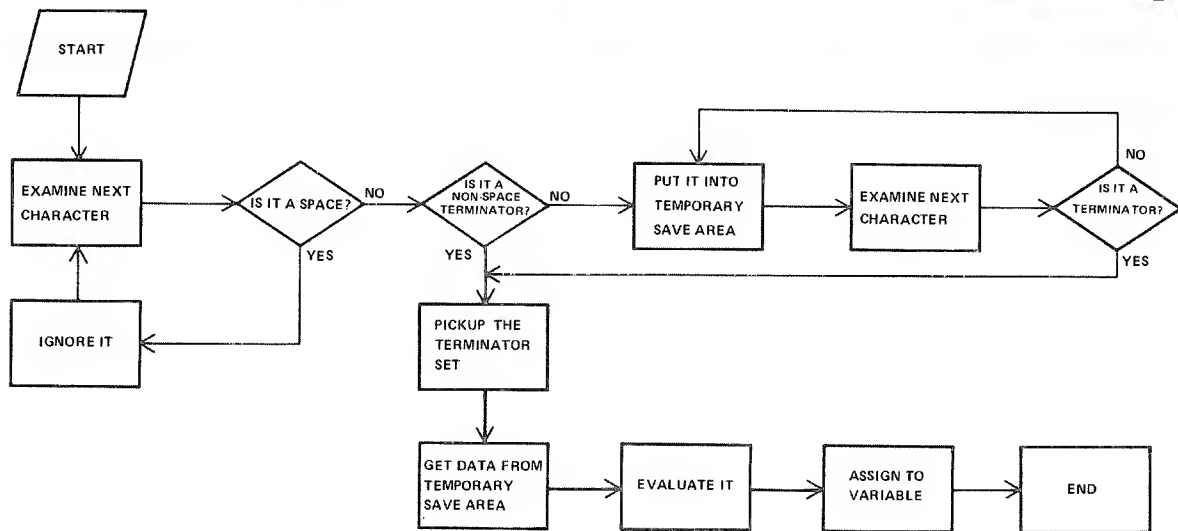 START
EXAMINE NEXT
CHARACTER
IS IT A SPACE?
NO
YES
IGNORE IT
IS IT A
NON-SPACE
TERMINATOR?
NO
YES
PUT IT INTO
TEMPORARY
SAVE AREA
EXAMINE NEXT
CHARACTER
IS IT A
TERMINATOR?
NO
YES
PICKUP THE
TERMINATOR
SET
GET DATA FROM
TEMPORARY
SAVE AREA
EVALUATE IT
ASSIGN TO
VARIABLE
END